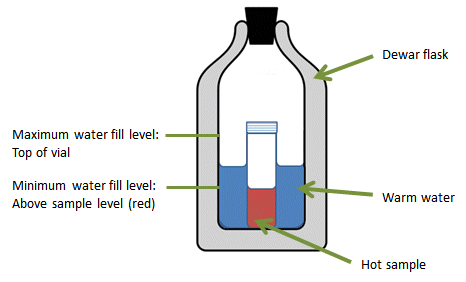 Dewar flask
Maximum water fill level:
Top of vial
Minimum water fill level:
Above sample level (red)
Warm water
Hot sample